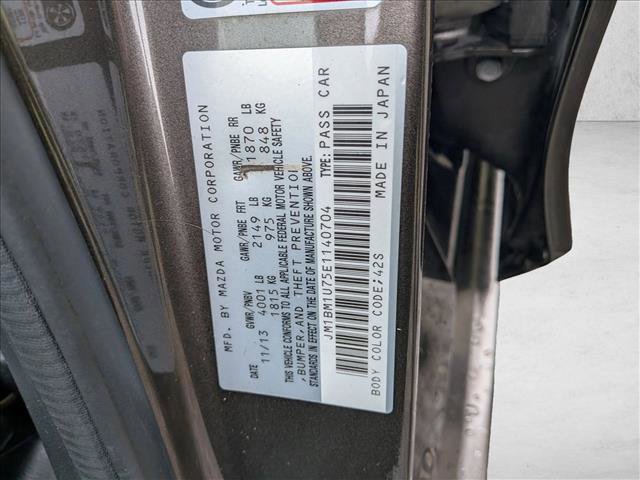 MFD. BY MAZDA MOTOR CORPORATION
GVWR/PNBV GAWR/PNBE FRT GAWR/PNBE RR
DATE 4001 LB 2149 LB 1870 LB
11/13 1815 KG 975 KG 848 KG
THIS VEHICLE CONFORMS TO ALL APPLICABLE FEDERAL MOTOR VEHICLE SAFETY
,BUMPER,AND THEFT PREVENTION
STANDARDS IN EFFECT ON THE DATE OF MANUFACTURE SHOWN ABOVE.
JM1BM1U75E1140704 TYPE: PASS CAR
BODY COLOR CODE:42S MADE IN JAPAN